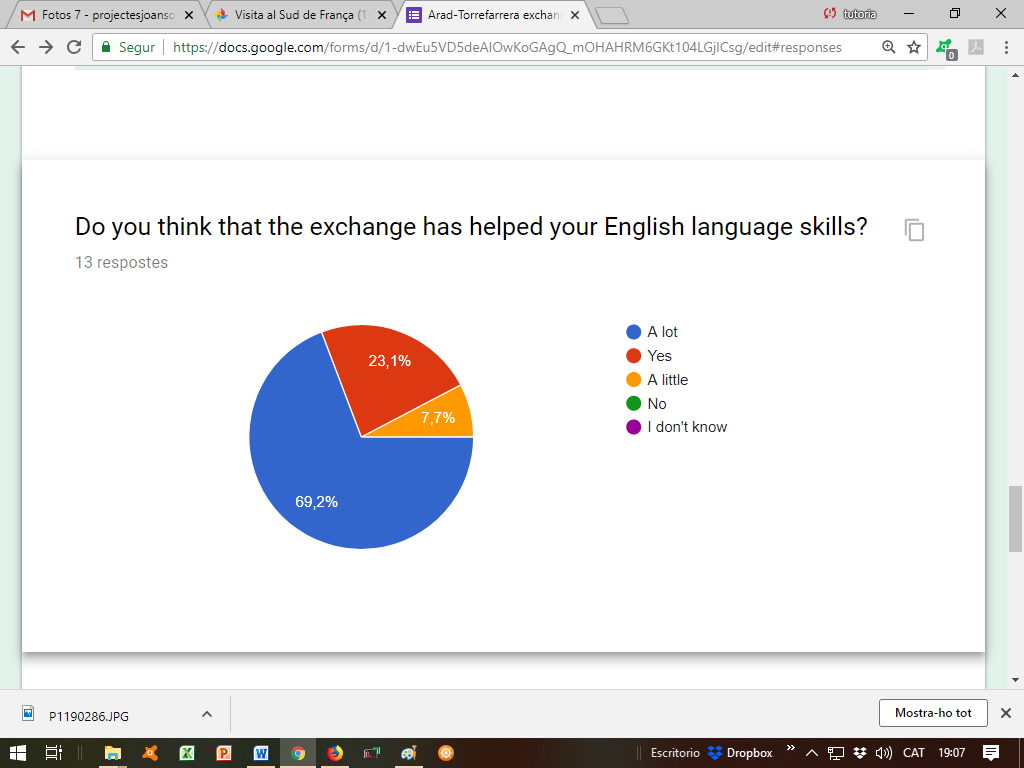 Fotos 7 - projectesjoanso
Visita al Sud de França (1
Arad-Torrefarrera exchan
tutoria
Segur
https://docs.google.com/forms/d/1-dwEu5VD5deAIOwKoGAgQ_mOHAHRM6GKt104LGjlCsg/edit#responses
0
Do you think that the exchange has helped your English language skills?
13 respostes
23,1%
7,7%
69,2%
A lot
Yes
A little
No
I don't know
P1190286.JPG
Mostra-ho tot
Escritorio
Dropbox
CAT
19:07